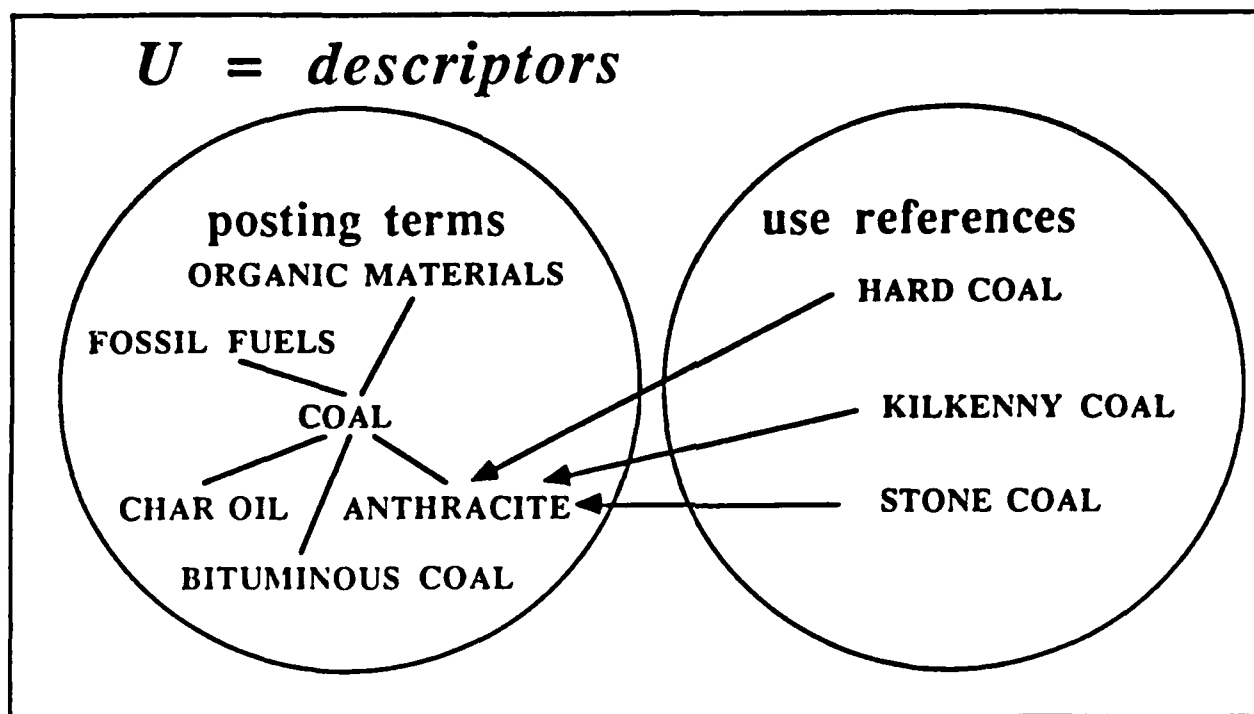 U = descriptors
posting terms
ORGANIC MATERIALS
FOSSIL FUELS
COAL
CHAR OIL
ANTHRACITE
BITUMINOUS COAL
use references
HARD COAL
KILKENNY COAL
STONE COAL